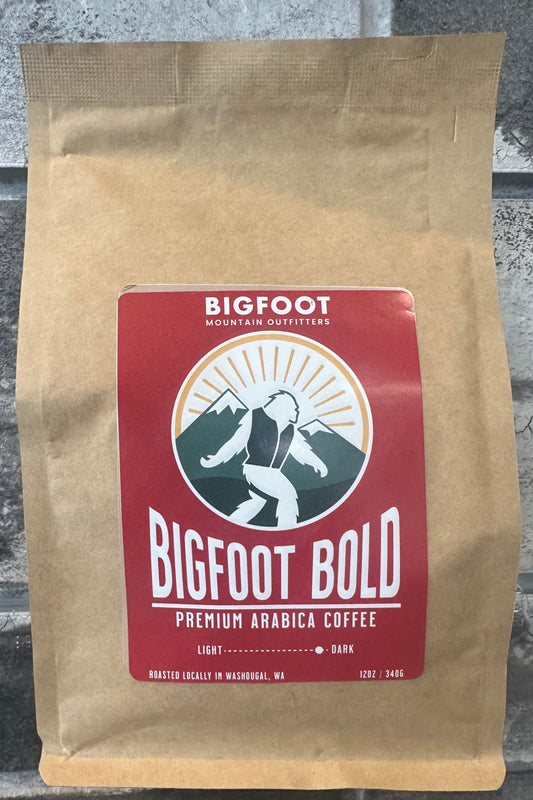 BIGFOOT
MOUNTAIN OUTFITTERS
BIGFOOT BOLD
PREMIUM ARABICA COFFEE
LIGHT DARK
ROASTED LOCALLY IN WASHOUGAL, WA 12OZ / 340G